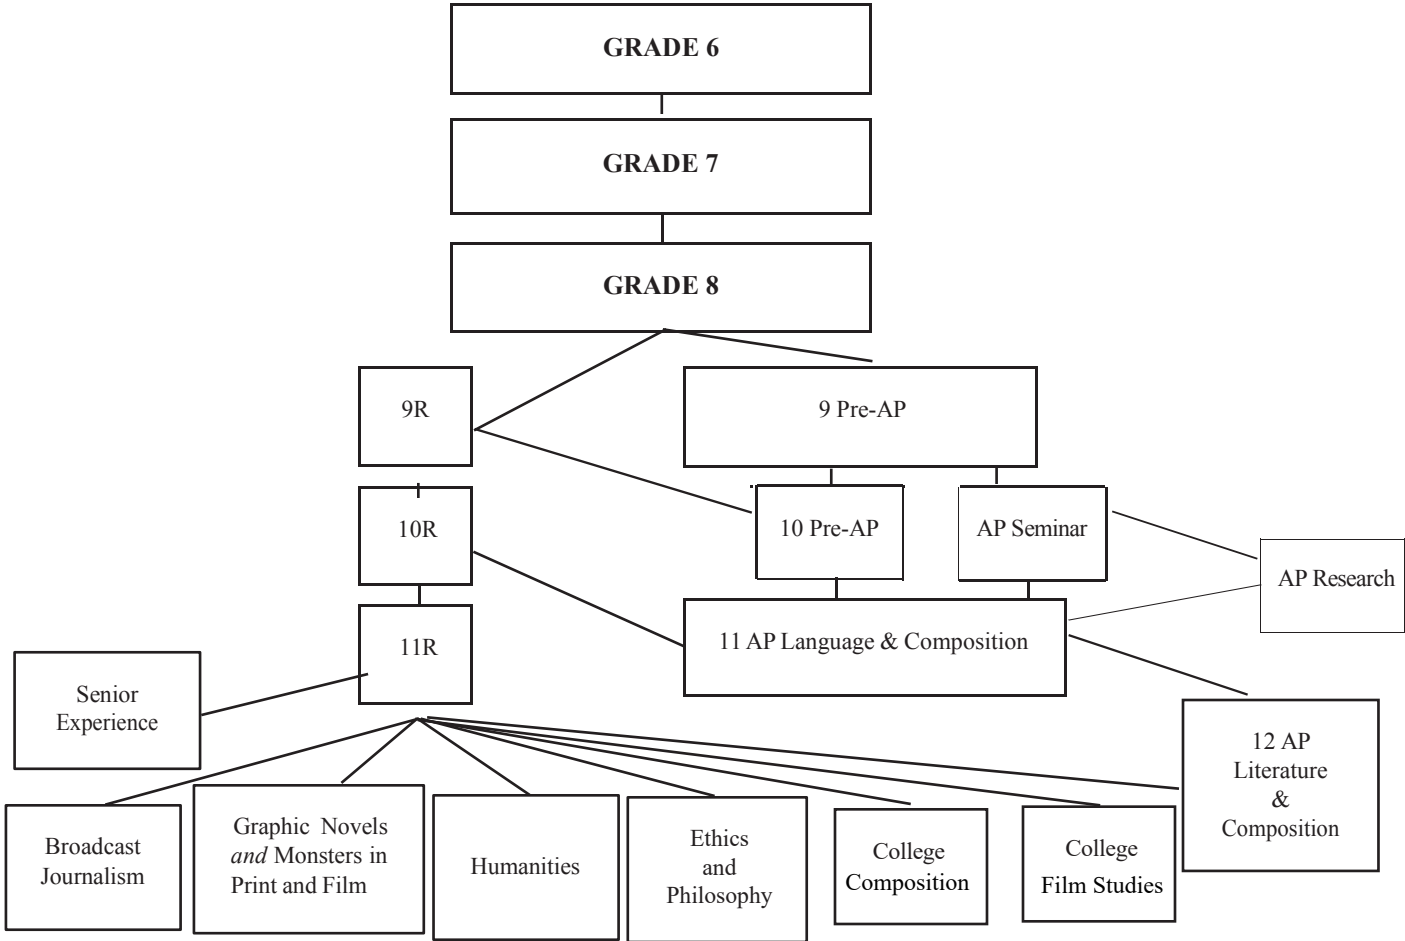 GRADE 6
GRADE 7
GRADE 8
9R
9 Pre-AP
10R
10 Pre-AP
AP Seminar
AP Research
11R
11 AP Language & Composition
Senior
Experience
12 AP
Literature
&
Composition
Broadcast
Journalism
Graphic Novels
and Monsters in
Print and Film
Humanities
Ethics
and
Philosophy
College
Composition
College
Film Studies